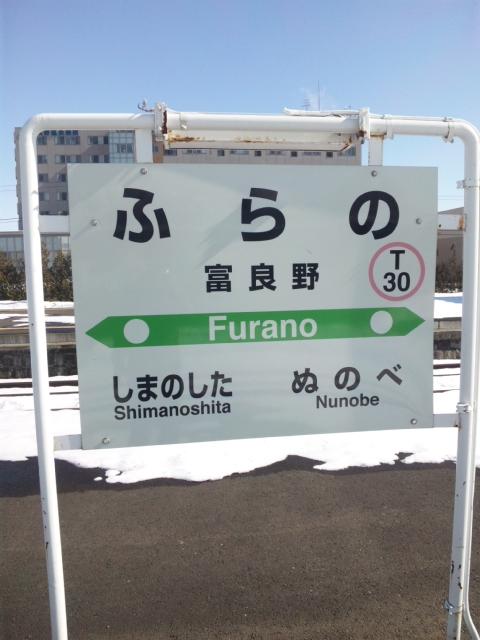 ふらの
富良野
T
30
Furano
しまのした
Shimanoshita
ぬのべ
Nunobe